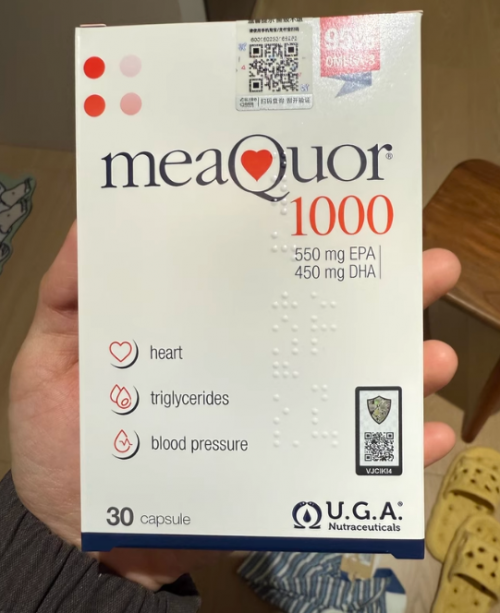 95%
OMEGA-3
meaQuor®
1000
550 mg EPA
450 mg DHA
heart
triglycerides
blood pressure
30 capsule
U.G.A.®
Nutraceuticals